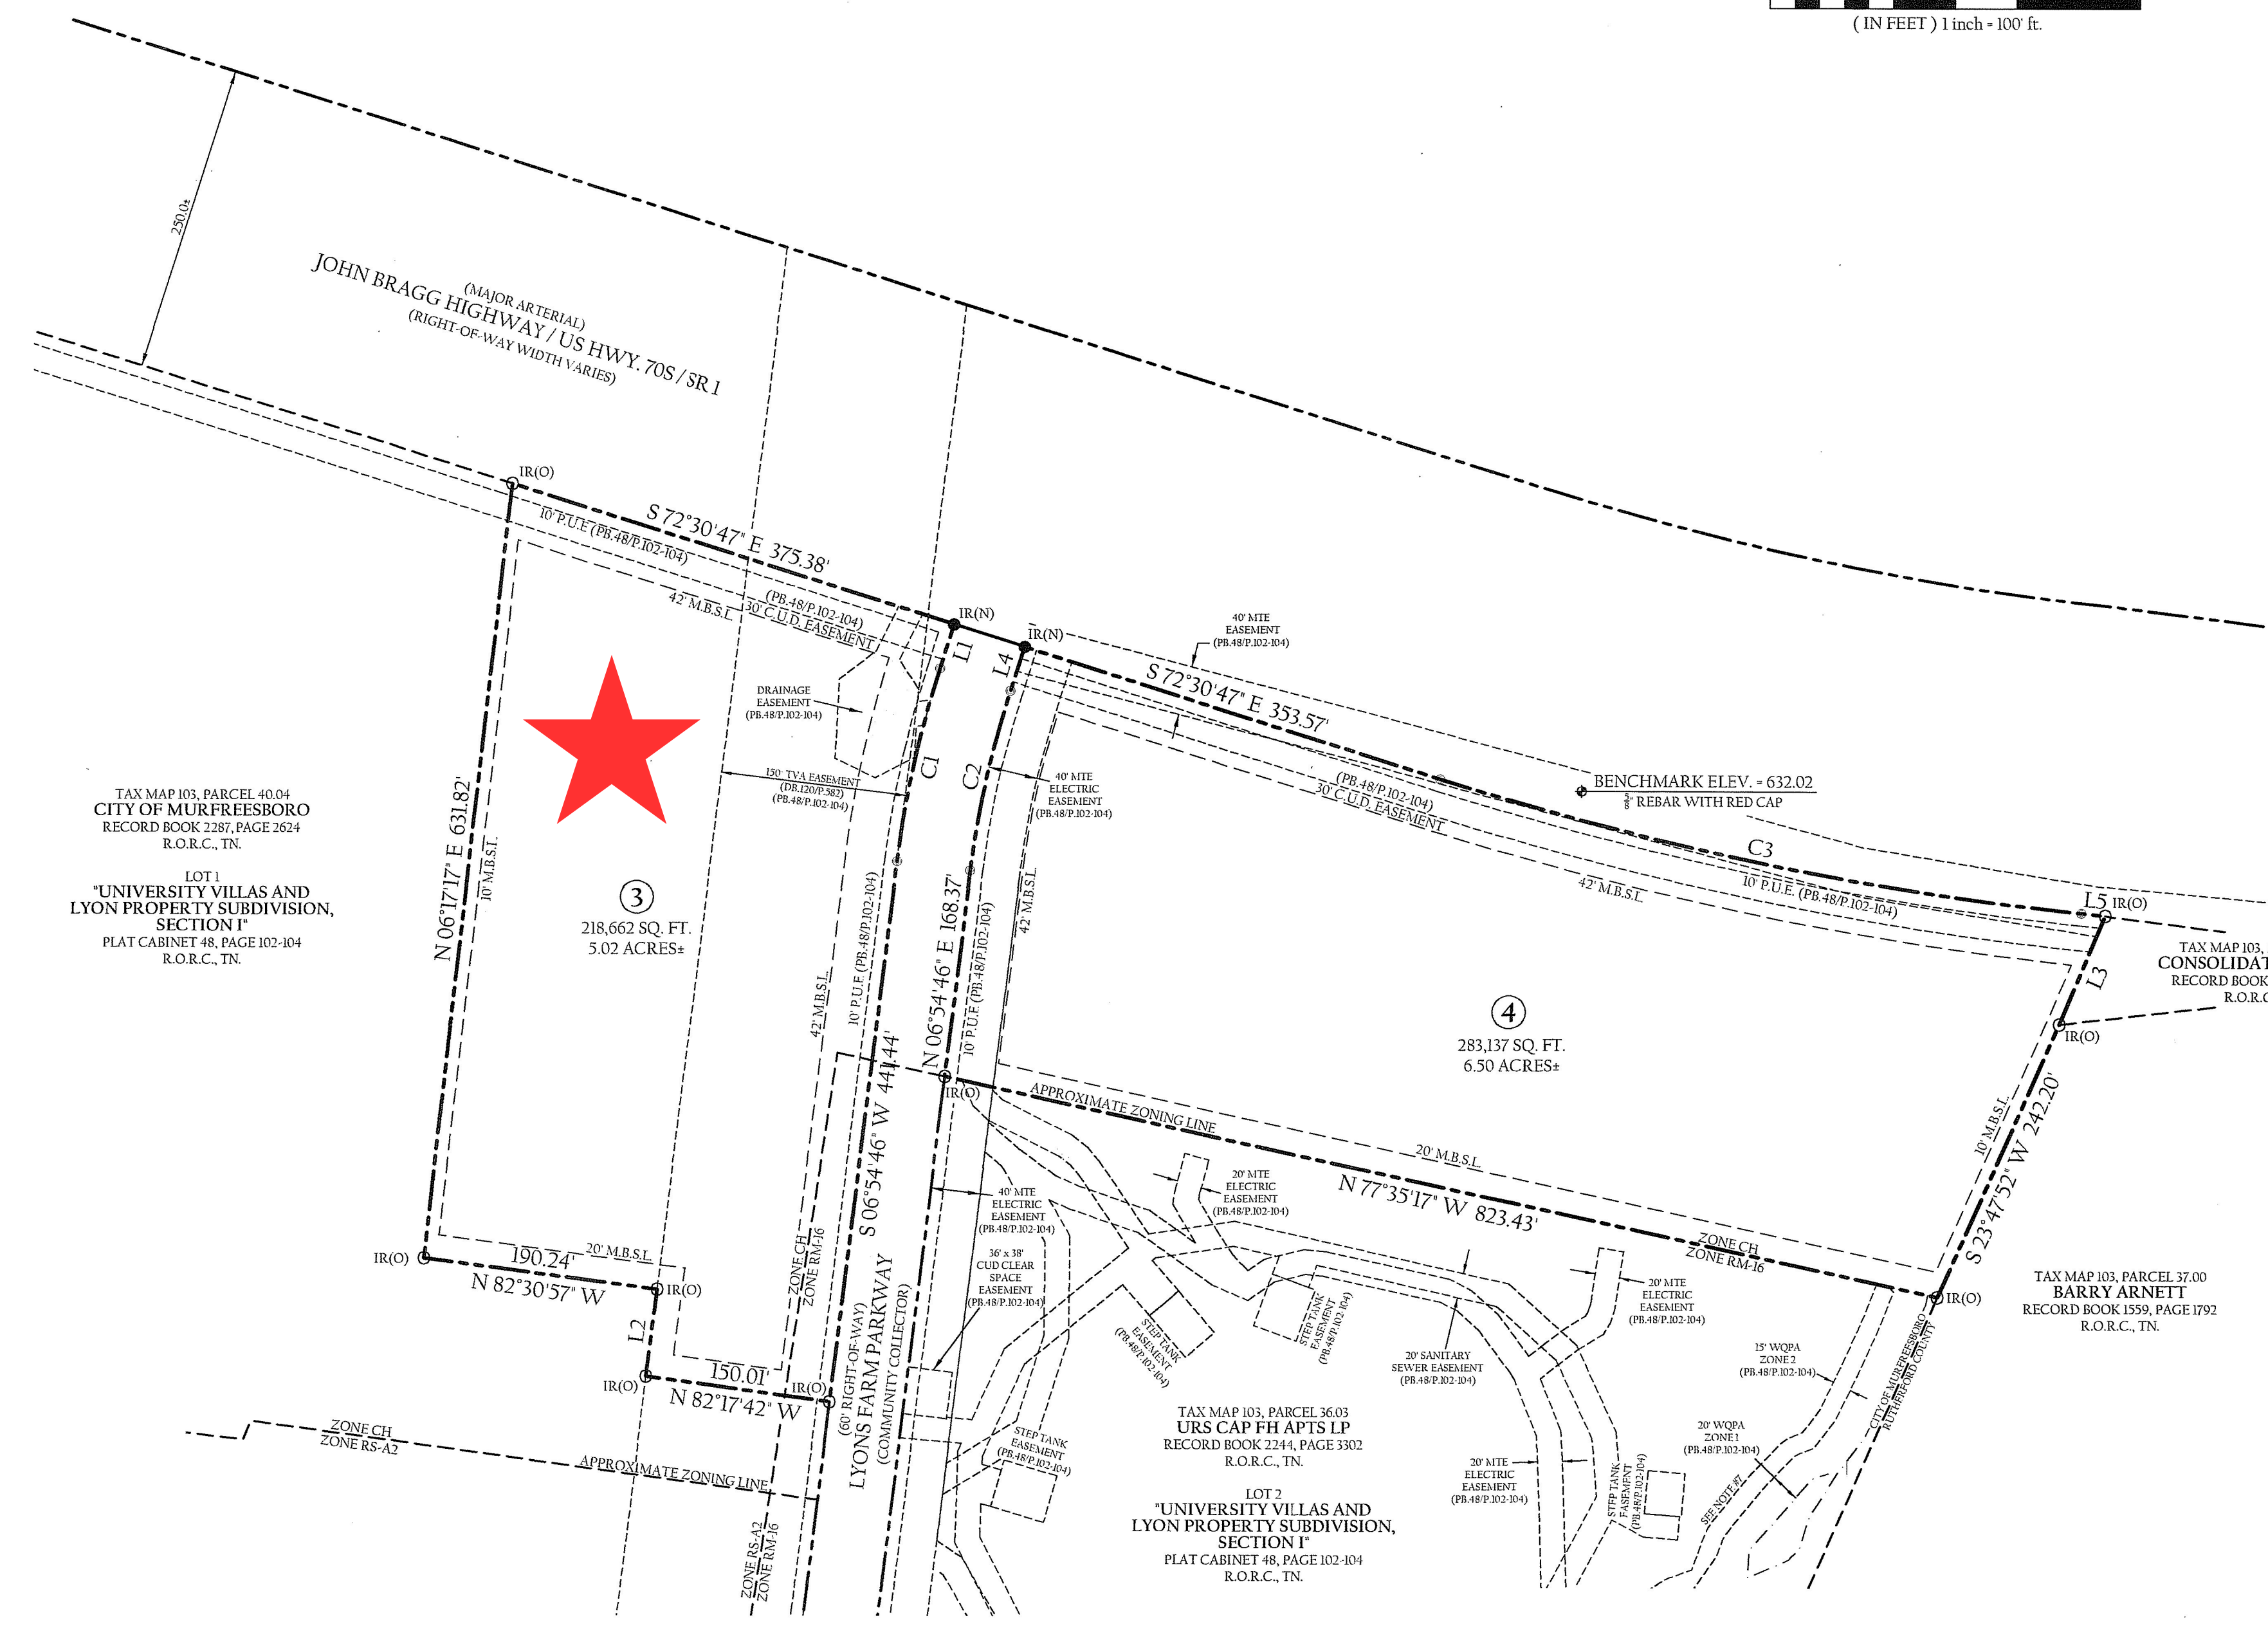 ( IN FEET ) 1 inch = 100' ft.
250.0±
(MAJOR ARTERIAL)
JOHN BRAGG HIGHWAY / US HWY. 70S / SR 1
(RIGHT-OF-WAY WIDTH VARIES)
IR(O)
S 72°30'47" E 375.38'
10' P.U.E (PB.48/P.102-104)
(PB.48/P.102-104)
30' C.U.D. EASEMENT
42' M.B.S.L.
IR(N)
IR(N)
L1
L4
40' MTE
EASEMENT
(PB.48/P.102-104)
S 72°30'47" E 353.57'
DRAINAGE
EASEMENT
(PB.48/P.102-104)
150' TVA EASEMENT
(DB.120/P.582)
(PB.48/P.102-104)
C1
C2
40' MTE
ELECTRIC
EASEMENT
(PB.48/P.102-104)
(PB.48/P.102-104)
30' C.U.D. EASEMENT
BENCHMARK ELEV. = 632.02
5/8" REBAR WITH RED CAP
C3
42' M.B.S.L.
10' P.U.E. (PB.48/P.102-104)
L5 IR(O)
TAX MAP 103, PARCEL 40.04
CITY OF MURFREESBORO
RECORD BOOK 2287, PAGE 2624
R.O.R.C., TN.
LOT 1
"UNIVERSITY VILLAS AND
LYON PROPERTY SUBDIVISION,
SECTION I"
PLAT CABINET 48, PAGE 102-104
R.O.R.C., TN.
N 06°17'17" E 631.82'
10' M.B.S.L.
3
218,662 SQ. FT.
5.02 ACRES±
42' M.B.S.L.
10' P.U.E (PB.48/P.102-104)
N 06°54'46" E 168.37'
10' P.U.E (PB.48/P.102-104)
42' M.B.S.L.
4
283,137 SQ. FT.
6.50 ACRES±
TAX MAP 103,
CONSOLIDAT
RECORD BOOK
R.O.R.C
L3
IR(O)
S 06°54'46" W 441.44'
IR(O)
APPROXIMATE ZONING LINE
20' M.B.S.L.
N 77°35'17" W 823.43'
ZONE CH
ZONE RM-16
10' M.B.S.L.
S 23°47'52" W 242.20'
IR(O)
TAX MAP 103, PARCEL 37.00
BARRY ARNETT
RECORD BOOK 1559, PAGE 1792
R.O.R.C., TN.
IR(O)
190.24'
20' M.B.S.L.
N 82°30'57" W
IR(O)
L2
ZONE CH
ZONE RM-16
IR(O)
150.01'
IR(O)
N 82°17'42" W
(60' RIGHT-OF-WAY)
LYONS FARM PARKWAY
(COMMUNITY COLLECTOR)
40' MTE
ELECTRIC
EASEMENT
(PB.48/P.102-104)
36' x 38'
CUD CLEAR
SPACE
EASEMENT
(PB.48/P.102-104)
20' MTE
ELECTRIC
EASEMENT
(PB.48/P.102-104)
STEP TANK
EASEMENT
(PB.48/P.102-104)
STEP TANK
EASEMENT
(PB.48/P.102-104)
20' SANITARY
SEWER EASEMENT
(PB.48/P.102-104)
20' MTE
ELECTRIC
EASEMENT
(PB.48/P.102-104)
15' WQPA
ZONE 2
(PB.48/P.102-104)
CITY OF MURFREESBORO
RUTHERFORD COUNTY
ZONE CH
ZONE RS-A2
APPROXIMATE ZONING LINE
ZONE RS-A2
ZONE RM-16
STEP TANK
EASEMENT
(PB.48/P.102-104)
TAX MAP 103, PARCEL 36.03
URS CAP FH APTS LP
RECORD BOOK 2244, PAGE 3302
R.O.R.C., TN.
LOT 2
"UNIVERSITY VILLAS AND
LYON PROPERTY SUBDIVISION,
SECTION I"
PLAT CABINET 48, PAGE 102-104
R.O.R.C., TN.
20' MTE
ELECTRIC
EASEMENT
(PB.48/P.102-104)
STEP TANK
EASEMENT
(PB.48/P.102-104)
20' WQPA
ZONE 1
(PB.48/P.102-104)
SEE NOTE #7